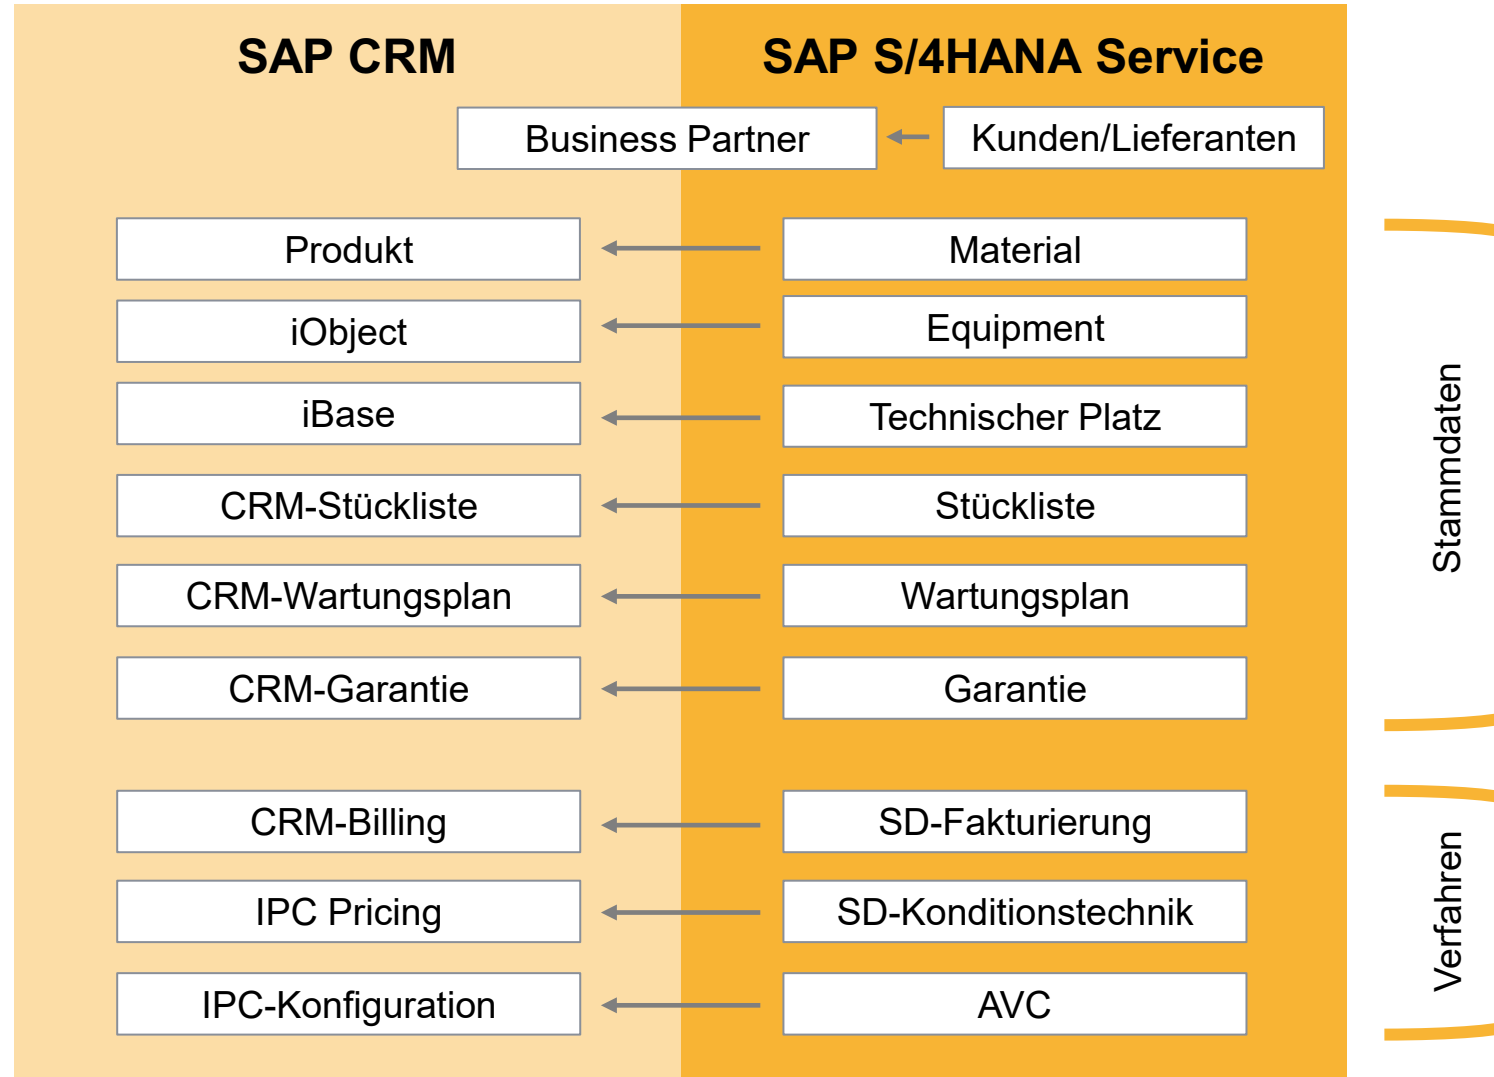 SAP CRM
SAP S/4HANA Service
Business Partner
Kunden/Lieferanten
Produkt
Material
iObject
Equipment
iBase
Technischer Platz
CRM-Stückliste
Stückliste
CRM-Wartungsplan
Wartungsplan
CRM-Garantie
Garantie
Stammdaten
CRM-Billing
SD-Fakturierung
IPC Pricing
SD-Konditionstechnik
IPC-Konfiguration
AVC
Verfahren